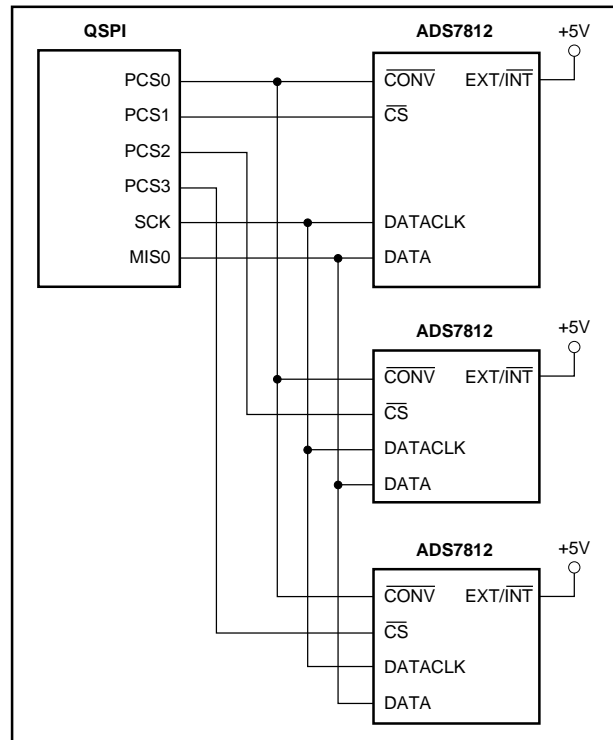 QSPI
PCS0
PCS1
PCS2
PCS3
SCK
MIS0
ADS7812
+5V
CONV EXT/INT
CS
DATACLK
DATA
ADS7812
+5V
CONV EXT/INT
CS
DATACLK
DATA
ADS7812
+5V
CONV EXT/INT
CS
DATACLK
DATA